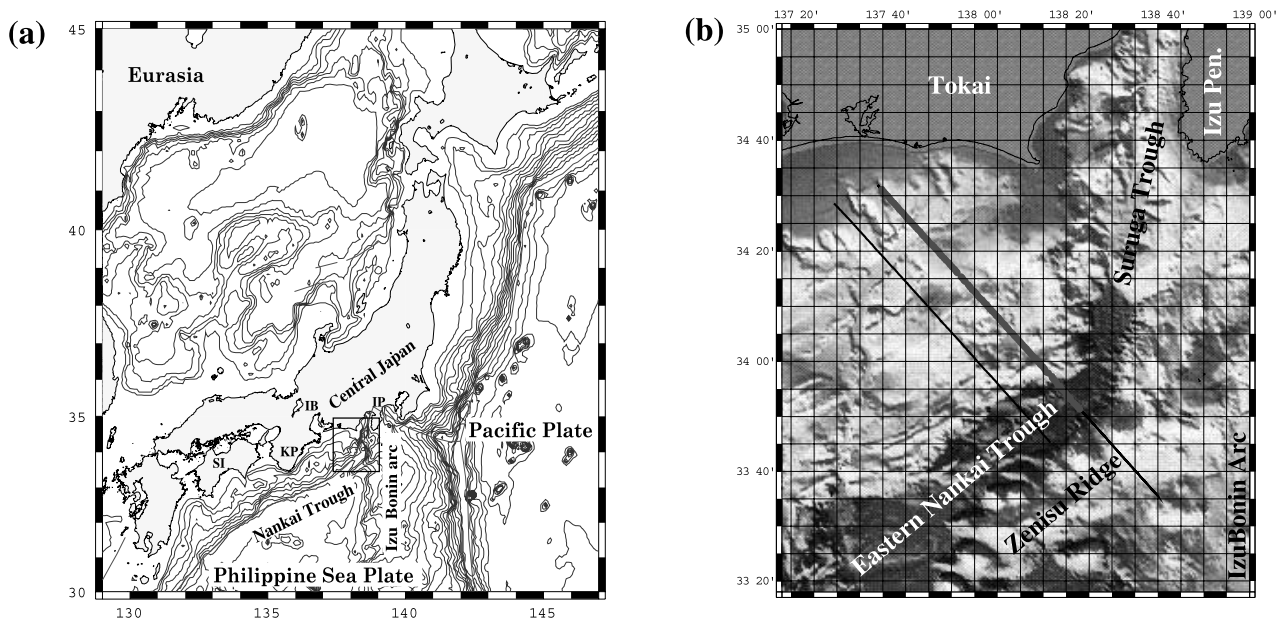 (a)
45
40
35
30
130
135
140
145
Eurasia
Central Japan
IB
IP
KP
SI
Pacific Plate
Nankai Trough
Izu Bonin arc
Philippine Sea Plate
(b)
137 20'
137 40'
138 00'
138 20'
138 40'
139 00'
35 00'
34 40'
34 20'
34 00'
33 40'
33 20'
Tokai
Izu Pen.
Suruga Trough
Eastern Nankai Trough
Zenisu Ridge
IzuBonin Arc